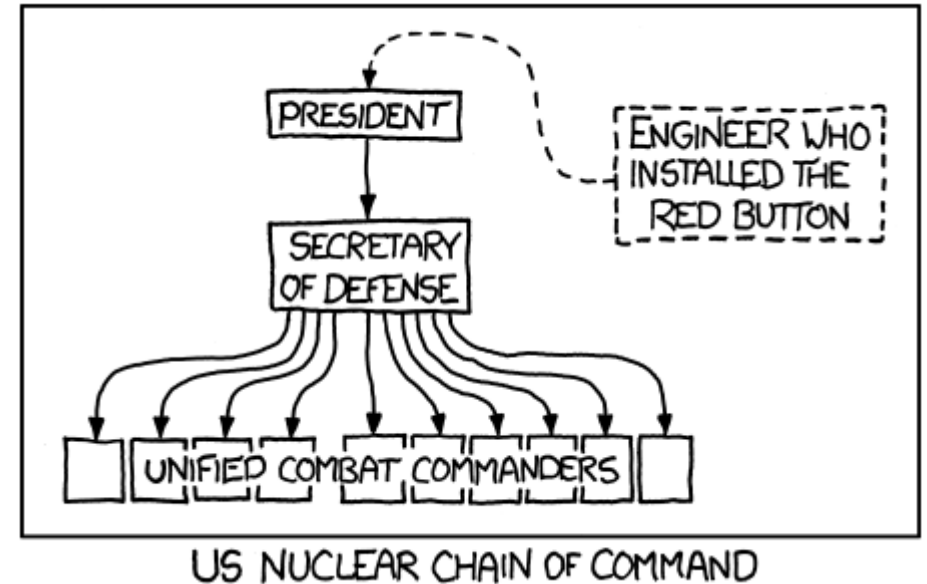 PRESIDENT
ENGINEER WHO
INSTALLED THE
RED BUTTON
SECRETARY
OF DEFENSE
UNIFIED COMBAT COMMANDERS
US NUCLEAR CHAIN OF COMMAND